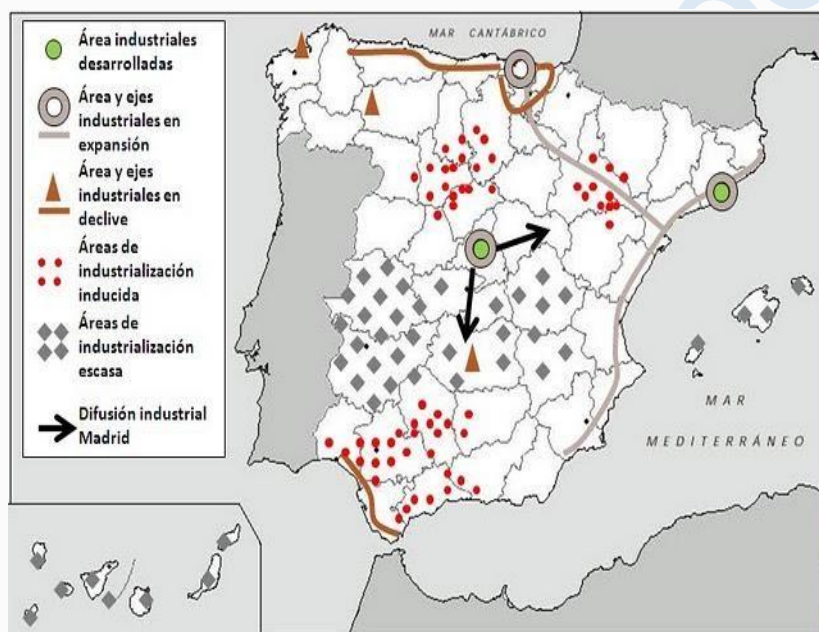 MAR CANTÁBRICO
Área industriales
desarrolladas
Área y ejes
industriales en
expansión
Área y ejes
industriales en
declive
Áreas de
industrialización
inducida
Áreas de
industrialización
escasa
Difusión industrial
Madrid
MAR
MEDITERRÁNEO